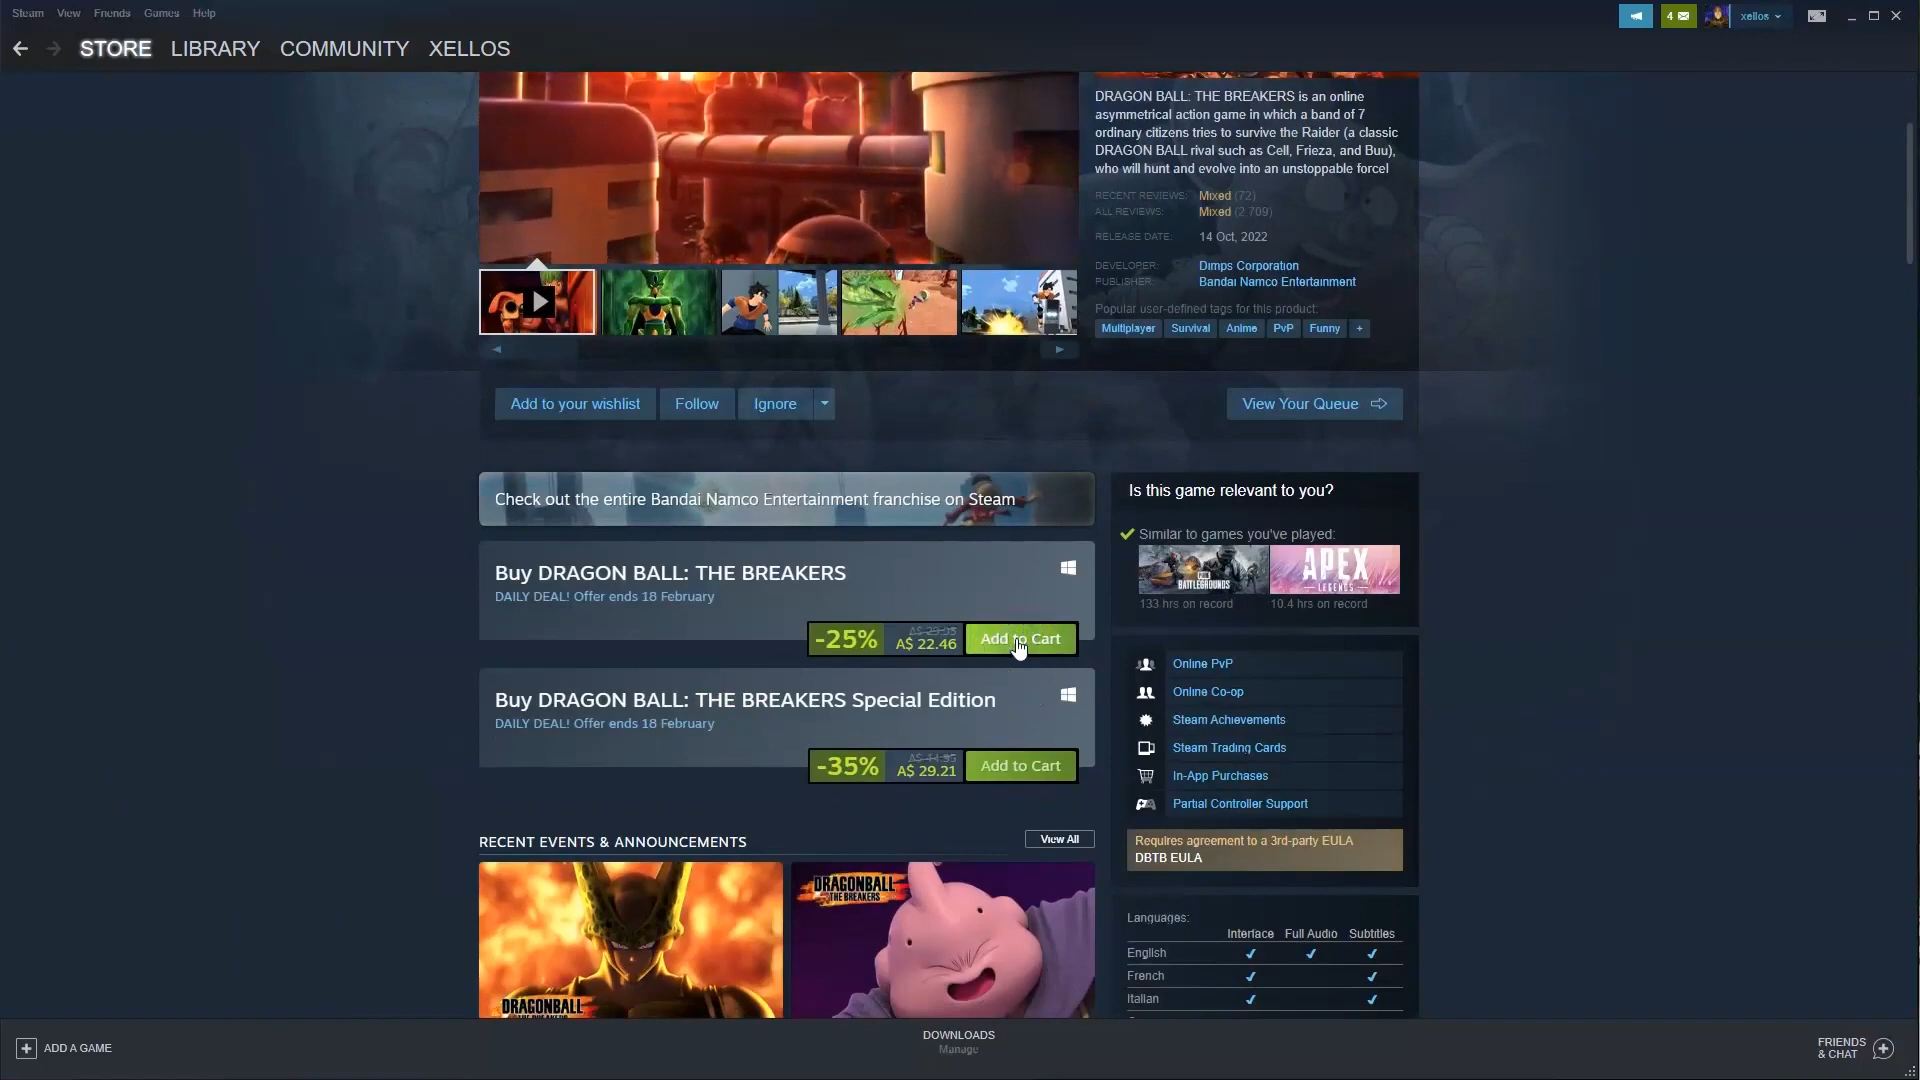 Steam View Friends Games Help
4 xellos
STORE LIBRARY COMMUNITY XELLOS
DRAGON BALL: THE BREAKERS is an online
asymmetrical action game in which a band of 7
ordinary citizens tries to survive the Raider (a classic
DRAGON BALL rival such as Cell, Frieza, and Buu),
who will hunt and evolve into an unstoppable force!
RECENT REVIEWS: Mixed (72)
ALL REVIEWS: Mixed (2,709)
RELEASE DATE: 14 Oct, 2022
DEVELOPER: Dimps Corporation
PUBLISHER: Bandai Namco Entertainment
Popular user-defined tags for this product:
Multiplayer Survival Anime PvP Funny +
Add to your wishlist Follow Ignore View Your Queue
Check out the entire Bandai Namco Entertainment franchise on Steam
Buy DRAGON BALL: THE BREAKERS
DAILY DEAL! Offer ends 18 February
-25% A$ 29.95 A$ 22.46 Add to Cart
Buy DRAGON BALL: THE BREAKERS Special Edition
DAILY DEAL! Offer ends 18 February
-35% A$ 44.95 A$ 29.21 Add to Cart
RECENT EVENTS & ANNOUNCEMENTS View All
DRAGONBALL
DRAGONBALL
THE BREAKERS
Is this game relevant to you?
Similar to games you've played:
PUBG
BATTLEGROUNDS
APEX
LEGENDS
133 hrs on record 10.4 hrs on record
Online PvP
Online Co-op
Steam Achievements
Steam Trading Cards
In-App Purchases
Partial Controller Support
Requires agreement to a 3rd-party EULA
DBTB EULA
Languages:
Interface Full Audio Subtitles
English ✓ ✓ ✓
French ✓ ✓
Italian ✓ ✓
ADD A GAME
DOWNLOADS
Manage
FRIENDS
& CHAT